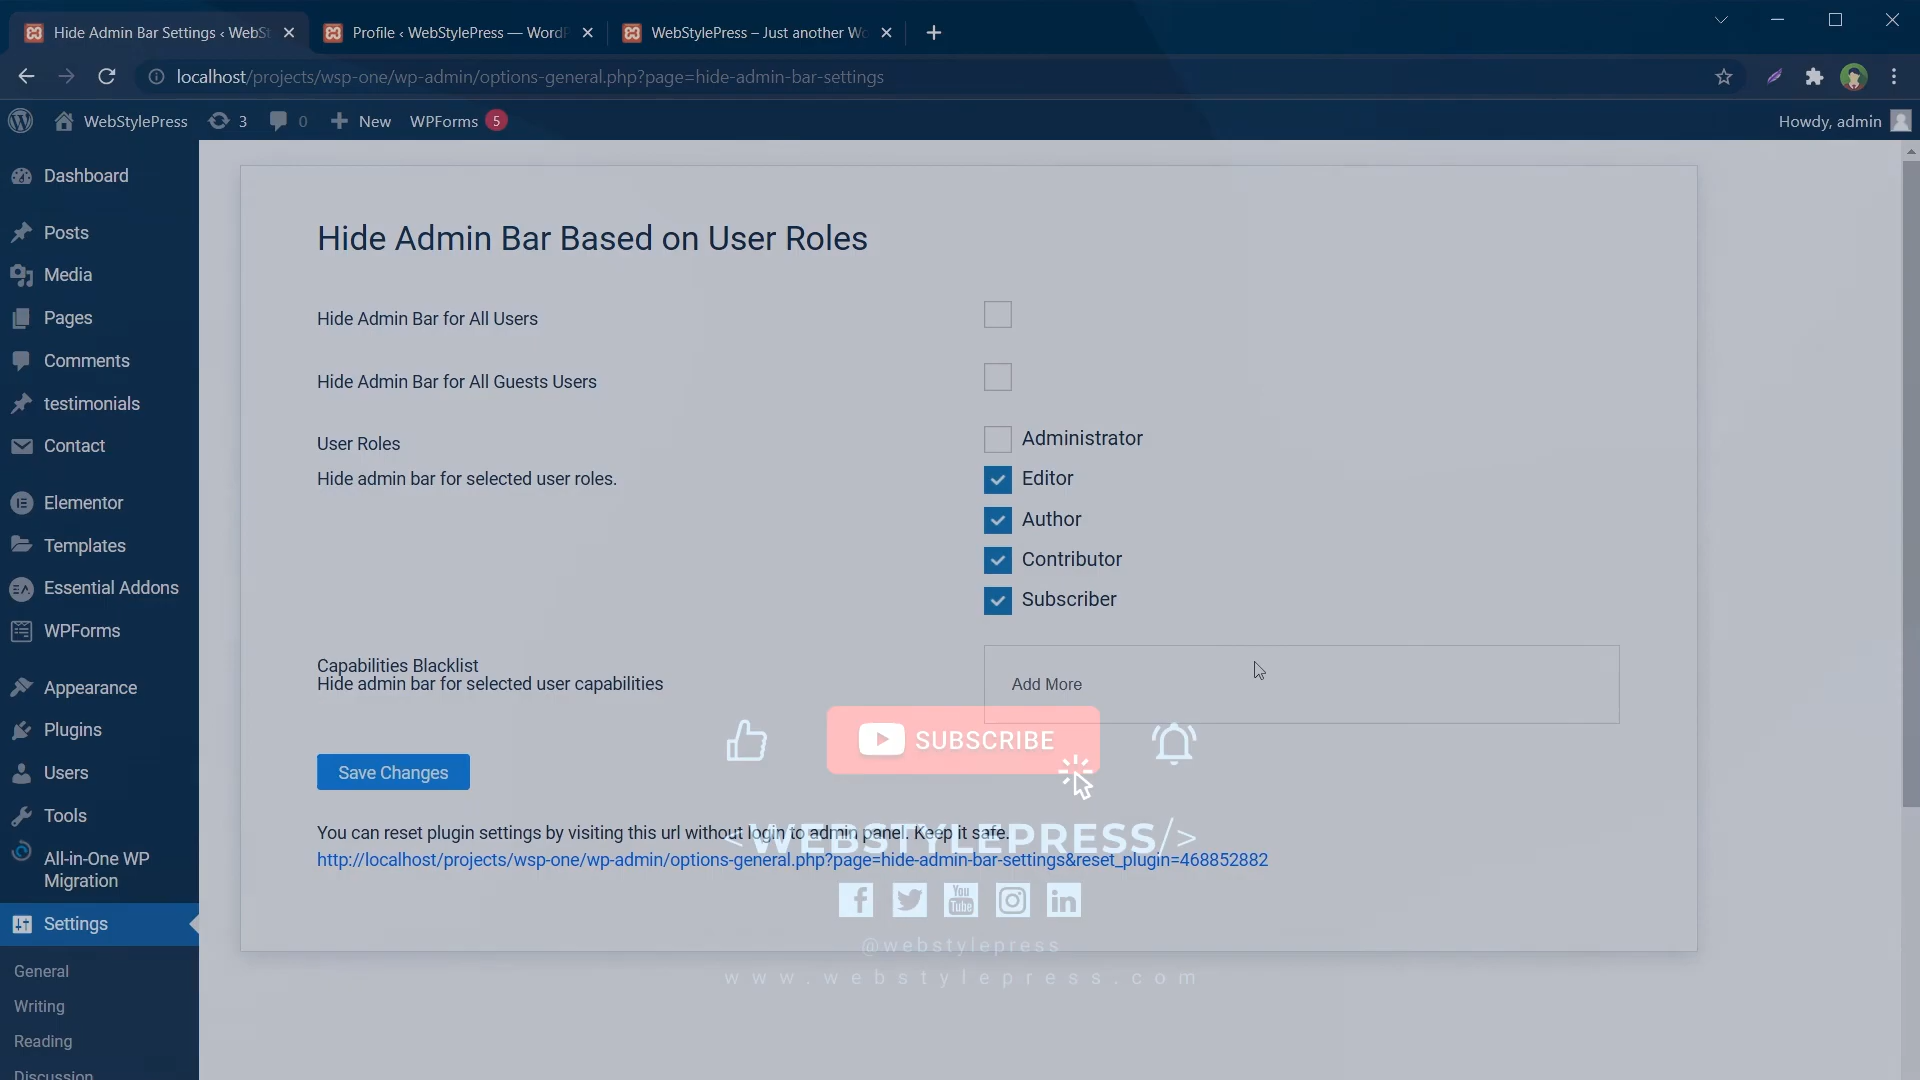 Hide Admin Bar Settings ‹ WebSt
Profile ‹ WebStylePress — WordP
WebStylePress – Just another Wo
localhost/projects/wsp-one/wp-admin/options-general.php?page=hide-admin-bar-settings
WebStylePress
3
0
New
WPForms
5
Howdy, admin
Dashboard
Posts
Media
Pages
Comments
testimonials
Contact
Elementor
Templates
Essential Addons
WPForms
Appearance
Plugins
Users
Tools
All-in-One WP
Migration
Settings
General
Writing
Reading
Discussion
Hide Admin Bar Based on User Roles
Hide Admin Bar for All Users
Hide Admin Bar for All Guests Users
User Roles
Hide admin bar for selected user roles.
Administrator
Editor
Author
Contributor
Subscriber
Capabilities Blacklist
Hide admin bar for selected user capabilities
Add More
SUBSCRIBE
Save Changes
You can reset plugin settings by visiting this url without login to admin panel. Keep it safe.
<WEBSTYLEPRESS/>
http://localhost/projects/wsp-one/wp-admin/options-general.php?page=hide-admin-bar-settings&reset_plugin=468852882
You
Tube
@webstylepress
www.webstylepress.com